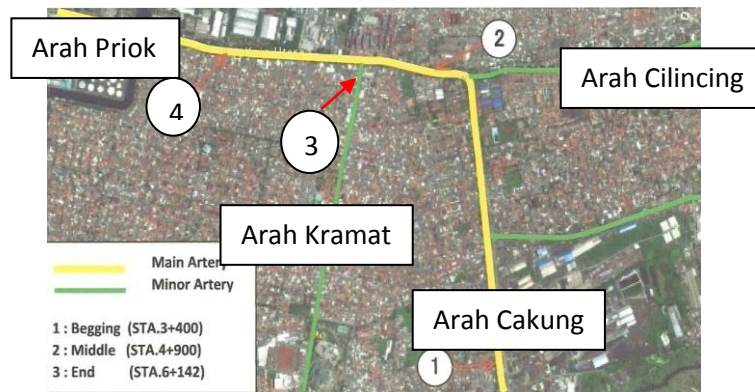 Arah Priok
2
Arah Cilincing
4
3
Arah Kramat
Main Artery
Minor Artery
Arah Cakung
1 : Begging (STA.3+400)
2 : Middle (STA.4+900)
3 : End (STA.6+142)
1